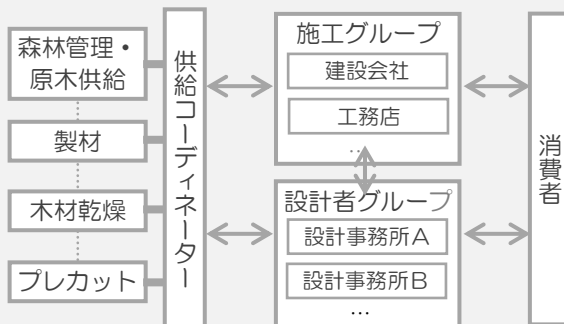 森林管理・
原木供給
製材
木材乾燥
プレカット
供給コーディネーター
施工グループ
建設会社
工務店
…
設計者グループ
設計事務所A
設計事務所B
…
消費者